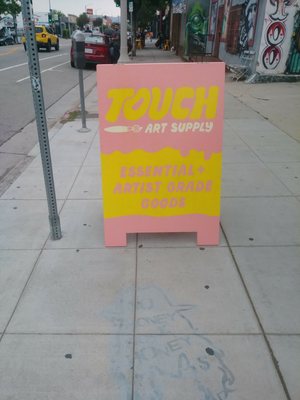 TOUCH
ART SUPPLY
ESSENTIAL +
ARTIST GRADE
GOODS